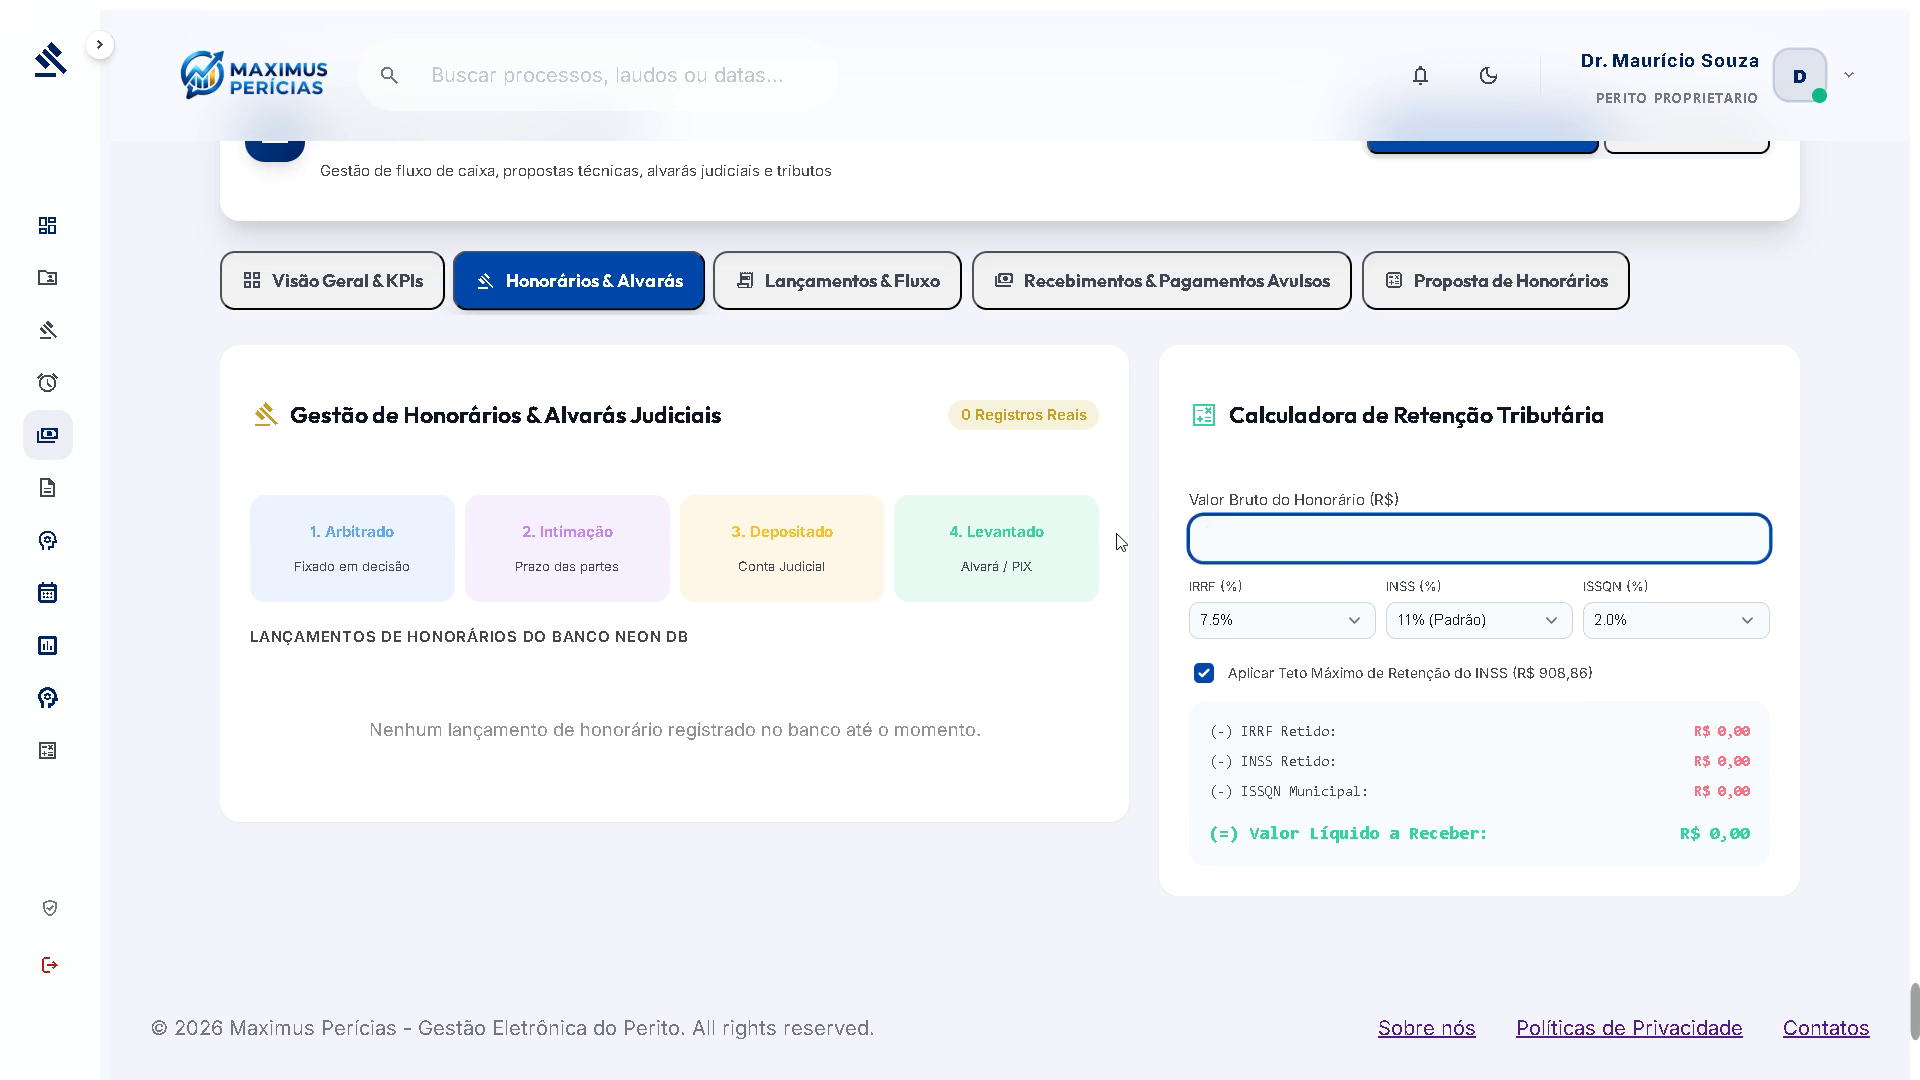 MAXIMUS
PERÍCIAS
Buscar processos, laudos ou datas...
Dr. Maurício Souza
PERITO PROPRIETARIO
D
Gestão de fluxo de caixa, propostas técnicas, alvarás judiciais e tributos
Visão Geral & KPIs
Honorários & Alvarás
Lançamentos & Fluxo
Recebimentos & Pagamentos Avulsos
Proposta de Honorários
Gestão de Honorários & Alvarás Judiciais
0 Registros Reais
1. Arbitrado
Fixado em decisão
2. Intimação
Prazo das partes
3. Depositado
Conta Judicial
4. Levantado
Alvará / PIX
LANÇAMENTOS DE HONORÁRIOS DO BANCO NEON DB
Nenhum lançamento de honorário registrado no banco até o momento.
Calculadora de Retenção Tributária
Valor Bruto do Honorário (R$)
IRRF (%)
INSS (%)
ISSQN (%)
7.5%
11% (Padrão)
2.0%
Aplicar Teto Máximo de Retenção do INSS (R$ 908,86)
(-) IRRF Retido: R$ 0,00
(-) INSS Retido: R$ 0,00
(-) ISSQN Municipal: R$ 0,00
(=) Valor Líquido a Receber: R$ 0,00
© 2026 Maximus Perícias - Gestão Eletrônica do Perito. All rights reserved.
Sobre nós
Políticas de Privacidade
Contatos